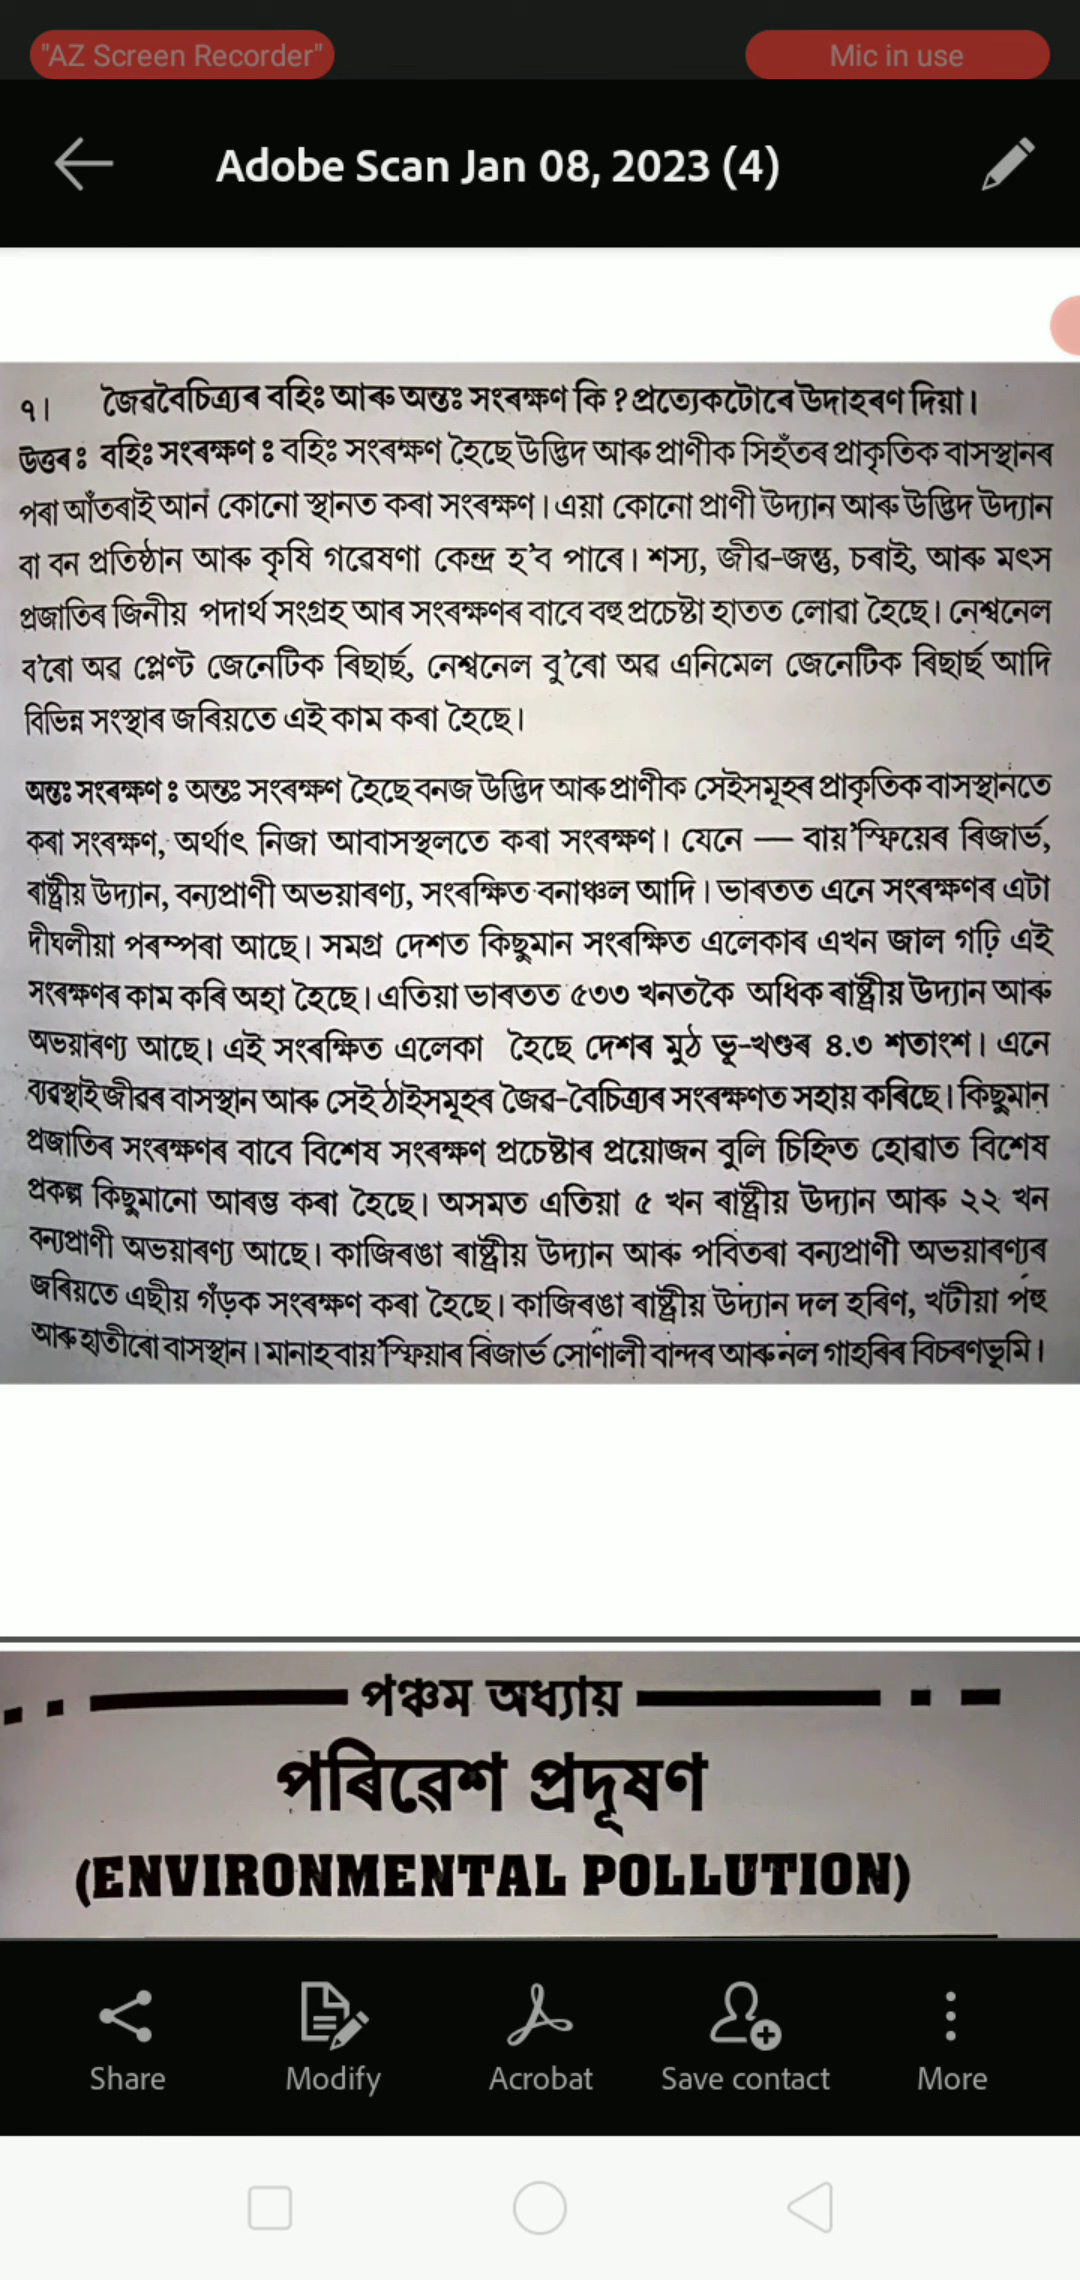 "AZ Screen Recorder"
Mic in use
Adobe Scan Jan 08, 2023 (4)
৭। জৈৱবৈচিত্ৰ্যৰ বহিঃ আৰু অন্তঃ সংৰক্ষণ কি ? প্ৰত্যেকটোৰে উদাহৰণ দিয়া।
উত্তৰ ঃ বহিঃ সংৰক্ষণ ঃ বহিঃ সংৰক্ষণ হৈছে উদ্ভিদ আৰু প্ৰাণীক সিহঁতৰ প্ৰাকৃতিক বাসস্থানৰ
পৰা আঁতৰাই আন কোনো স্থানত কৰা সংৰক্ষণ। এয়া কোনো প্ৰাণী উদ্যান আৰু উদ্ভিদ উদ্যান
বা বন প্ৰতিষ্ঠান আৰু কৃষি গৱেষণা কেন্দ্ৰ হ'ব পাৰে। শস্য, জীৱ-জন্তু, চৰাই, আৰু মৎস
প্ৰজাতিৰ জিনীয় পদাৰ্থ সংগ্ৰহ আৰ সংৰক্ষণৰ বাবে বহু প্ৰচেষ্টা হাতত লোৱা হৈছে। নেশ্বনেল
ব'ৰো অৱ প্লেণ্ট জেনেটিক ৰিছাৰ্ছ, নেশ্বনেল বু'ৰো অৱ এনিমেল জেনেটিক ৰিছাৰ্ছ আদি
বিভিন্ন সংস্থাৰ জৰিয়তে এই কাম কৰা হৈছে।
অন্তঃ সংৰক্ষণ ঃ অন্তঃ সংৰক্ষণ হৈছে বনজ উদ্ভিদ আৰু প্ৰাণীক সেইসমূহৰ প্ৰাকৃতিক বাসস্থানতে
কৰা সংৰক্ষণ, অৰ্থাৎ নিজা আবাসস্থলতে কৰা সংৰক্ষণ। যেনে — বায়'স্ফিয়েৰ ৰিজাৰ্ভ,
ৰাষ্ট্ৰীয় উদ্যান, বন্যপ্ৰাণী অভয়াৰণ্য, সংৰক্ষিত বনাঞ্চল আদি। ভাৰতত এনে সংৰক্ষণৰ এটা
দীঘলীয়া পৰম্পৰা আছে। সমগ্ৰ দেশত কিছুমান সংৰক্ষিত এলেকাৰ এখন জাল গঢ়ি এই
সংৰক্ষণৰ কাম কৰি অহা হৈছে। এতিয়া ভাৰতত ৫৩৩ খনতকৈ অধিক ৰাষ্ট্ৰীয় উদ্যান আৰু
অভয়াৰণ্য আছে। এই সংৰক্ষিত এলেকা হৈছে দেশৰ মুঠ ভূ-খণ্ডৰ ৪.৩ শতাংশ। এনে
ব্যৱস্থাই জীৱৰ বাসস্থান আৰু সেই ঠাইসমূহৰ জৈৱ-বৈচিত্ৰ্যৰ সংৰক্ষণত সহায় কৰিছে। কিছুমান
প্ৰজাতিৰ সংৰক্ষণৰ বাবে বিশেষ সংৰক্ষণ প্ৰচেষ্টাৰ প্ৰয়োজন বুলি চিহ্নিত হোৱাত বিশেষ
প্ৰকল্প কিছুমানো আৰম্ভ কৰা হৈছে। অসমত এতিয়া ৫ খন ৰাষ্ট্ৰীয় উদ্যান আৰু ২২ খন
বন্যপ্ৰাণী অভয়াৰণ্য আছে। কাজিৰঙা ৰাষ্ট্ৰীয় উদ্যান আৰু পবিতৰা বন্যপ্ৰাণী অভয়াৰণ্যৰ
জৰিয়তে এছীয় গঁড়ক সংৰক্ষণ কৰা হৈছে। কাজিৰঙা ৰাষ্ট্ৰীয় উদ্যান দল হৰিণ, খটীয়া পহু
আৰু হাতীৰো বাসস্থান। মানাহ বায়'স্ফিয়াৰ ৰিজাৰ্ভ সোণালী বান্দৰ আৰু নল গাহৰিৰ বিচৰণভূমি।
পঞ্চম অধ্যায়
পৰিৱেশ প্ৰদূষণ
(ENVIRONMENTAL POLLUTION)
Share
Modify
Acrobat
Save contact
More